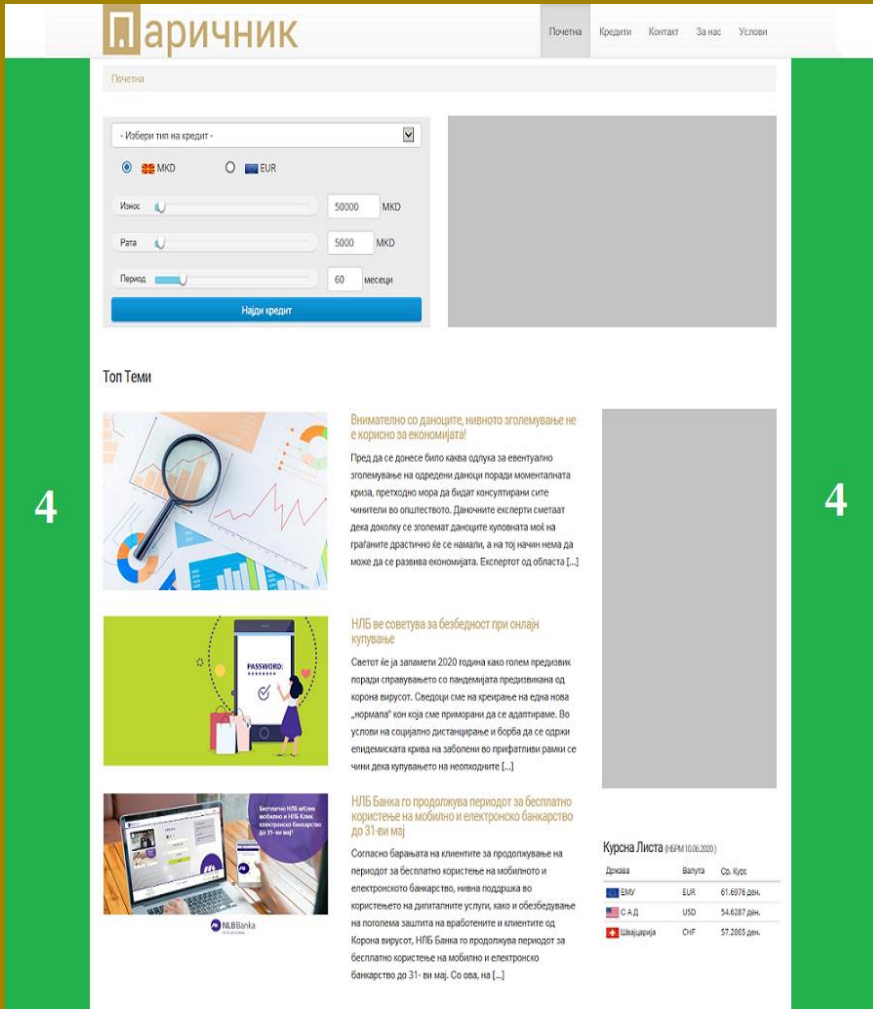 Паричник
Почетна Кредити Контакт За нас Услови
Почетна
- Избери тип на кредит -
MKD EUR
Износ 50000 MKD
Рата 5000 MKD
Период 60 месеци
Најди кредит
Топ Теми
Внимателно со даноците, нивното зголемување не
е корисно за економијата!
Пред да се донесе било каква одлука за евентуално
зголемување на одредени даноци поради моменталната
криза, претходно мора да бидат консултирани сите
чинители во општеството. Даночните експерти сметаат
дека доколку се зголемат даноците куповната моќ на
граѓаните драстично ќе се намали, а на тој начин нема да
може да се развива економијата. Експертот од областа [...]
4
4
PASSWORD:
НЛБ ве советува за безбедност при онлајн
купување
Светот ќе ја запамети 2020 година како голем предизвик
поради справувањето со пандемијата предизвикана од
корона вирусот. Сведоци сме на креирање на една нова
„нормала“ кон која сме приморани да се адаптираме. Во
услови на социјално дистанцирање и борба да се одржи
епидемиската крива на заболени во прифатливи рамки се
чини дека купувањето на неопходните [...]
Бесплатно НЛБ мКлик
мобилно и НЛБ Клик
електронско банкарство
до 31-ви мај!
NLB Banka
НЛБ Банка го продолжува периодот за бесплатно
користење на мобилно и електронско банкарство
до 31-ви мај
Согласно барањата на клиентите за продолжување на
периодот за бесплатно користење на мобилното и
електронското банкарство, нивна поддршка во
користењето на дигиталните услуги, како и обезбедување
на поголема заштита на вработените и клиентите од
Корона вирусот, НЛБ Банка го продолжува периодот за
бесплатно користење на мобилно и електронско
банкарство до 31- ви мај. Со ова, на [...]
Курсна Листа (НБРМ 10.06.2020 )
Држава Валута Ср. Курс
ЕМУ EUR 61.6976 ден.
С А Д USD 54.6287 ден.
Швајцарија CHF 57.2865 ден.